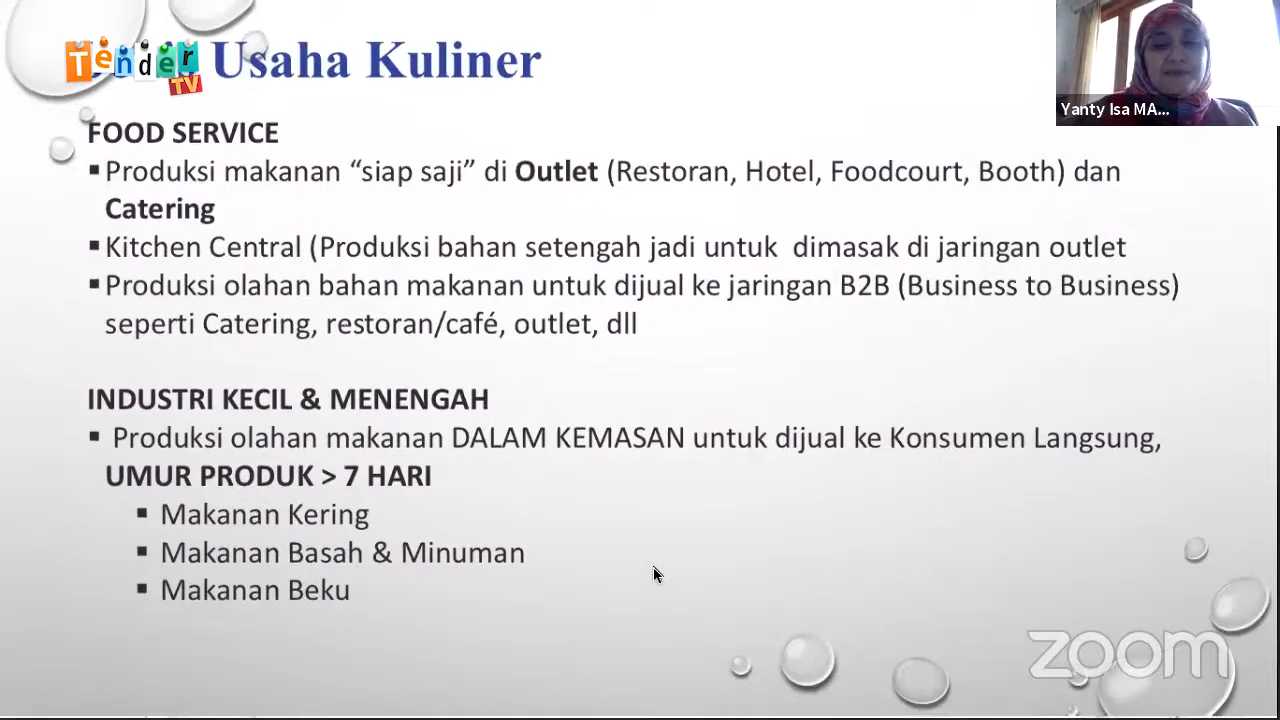 Tender TV
Usaha Kuliner
Yanty Isa MA...
FOOD SERVICE
▪Produksi makanan “siap saji” di Outlet (Restoran, Hotel, Foodcourt, Booth) dan
Catering
▪Kitchen Central (Produksi bahan setengah jadi untuk  dimasak di jaringan outlet
▪Produksi olahan bahan makanan untuk dijual ke jaringan B2B (Business to Business)
seperti Catering, restoran/café, outlet, dll
INDUSTRI KECIL & MENENGAH
▪ Produksi olahan makanan DALAM KEMASAN untuk dijual ke Konsumen Langsung,
UMUR PRODUK > 7 HARI
▪ Makanan Kering
▪ Makanan Basah & Minuman
▪ Makanan Beku
zoom